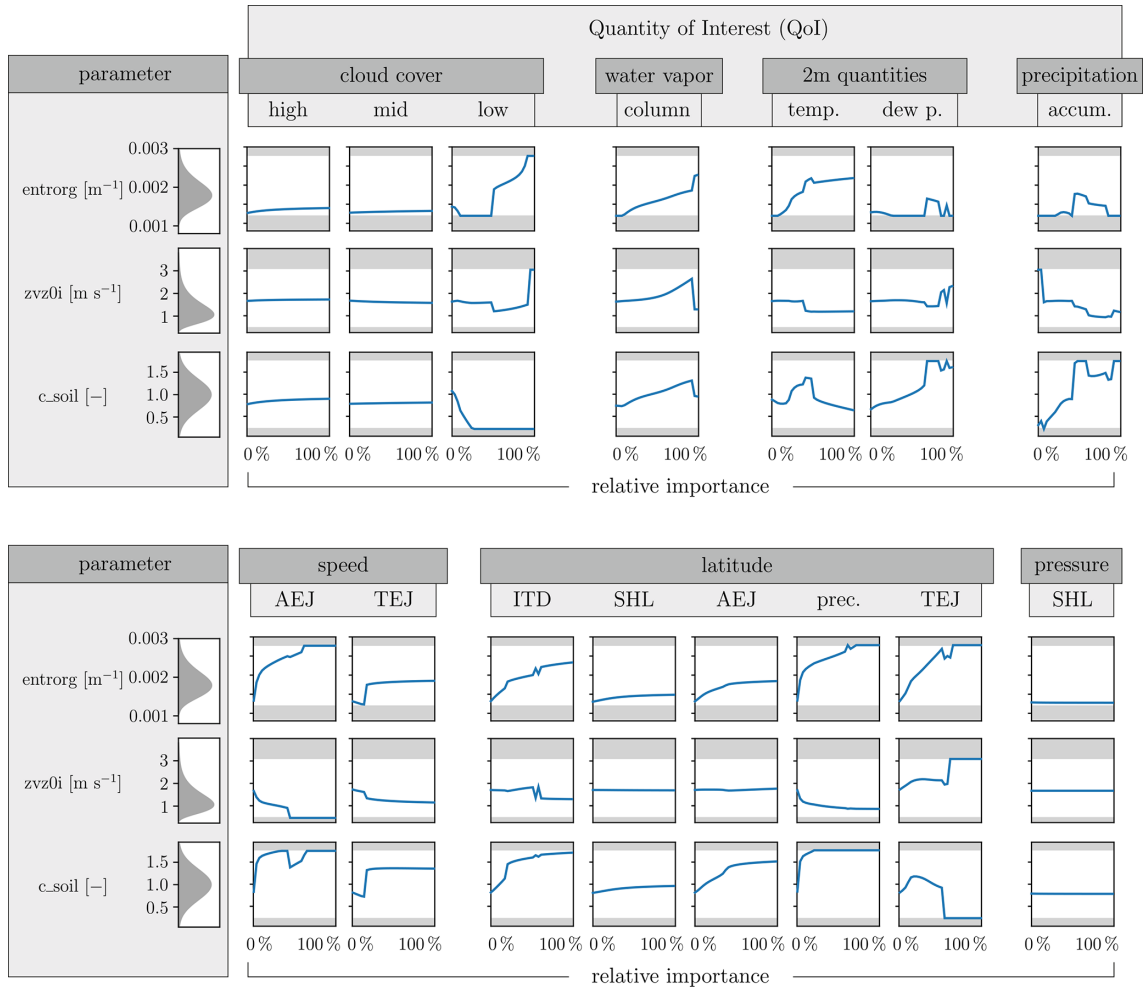 Quantity of Interest (QoI)
parameter cloud cover water vapor 2m quantities precipitation
high mid low column temp. dew p. accum.
0.003
entrorg [m⁻¹] 0.002
0.001
3
zvz0i [m s⁻¹] 2
1
1.5
c_soil [−] 1.0
0.5
0 % 100 % 0 % 100 % 0 % 100 % 0 % 100 % 0 % 100 % 0 % 100 %
relative importance
parameter speed latitude pressure
AEJ TEJ ITD SHL AEJ prec. TEJ SHL
0.003
entrorg [m⁻¹] 0.002
0.001
3
zvz0i [m s⁻¹] 2
1
1.5
c_soil [−] 1.0
0.5
0 % 100 % 0 % 100 % 0 % 100 % 0 % 100 % 0 % 100 % 0 % 100 % 0 % 100 % 0 % 100 %
relative importance